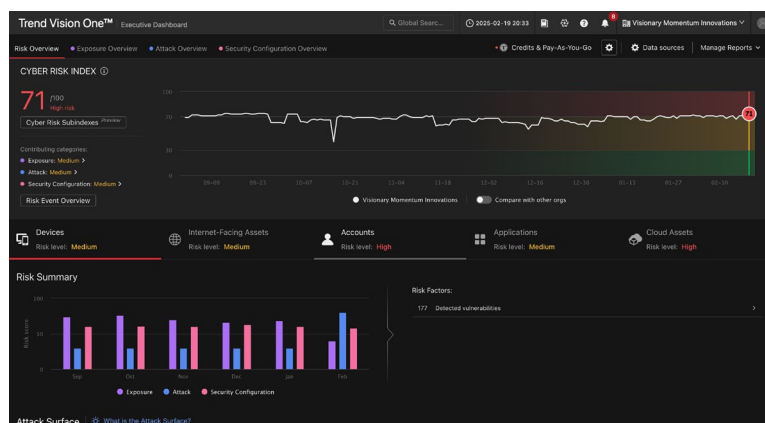 Trend Vision One™ Executive Dashboard
Global Searc...
2025-02-19 20:33
8
Visionary Momentum Innovations
Risk Overview
Exposure Overview
Attack Overview
Security Configuration Overview
Credits & Pay-As-You-Go
Data sources
Manage Reports
CYBER RISK INDEX
71 /100
High risk
Cyber Risk Subindexes Preview
Contributing categories:
Exposure: Medium >
Attack: Medium >
Security Configuration: Medium >
Risk Event Overview
100
70
30
0
09-09 09-23 10-07 10-21 11-04 11-18 12-02 12-16 12-30 01-13 01-27 02-10
71
Visionary Momentum Innovations
Compare with other orgs
Devices
Risk level: Medium
Internet-Facing Assets
Risk level: Medium
Accounts
Risk level: High
Applications
Risk level: Medium
Cloud Assets
Risk level: High
Risk Summary
100
50
0
Risk score
Sep Oct Nov Dec Jan Feb
Exposure Attack Security Configuration
Risk Factors:
177 Detected vulnerabilities
Attack Surface What is the Attack Surface?